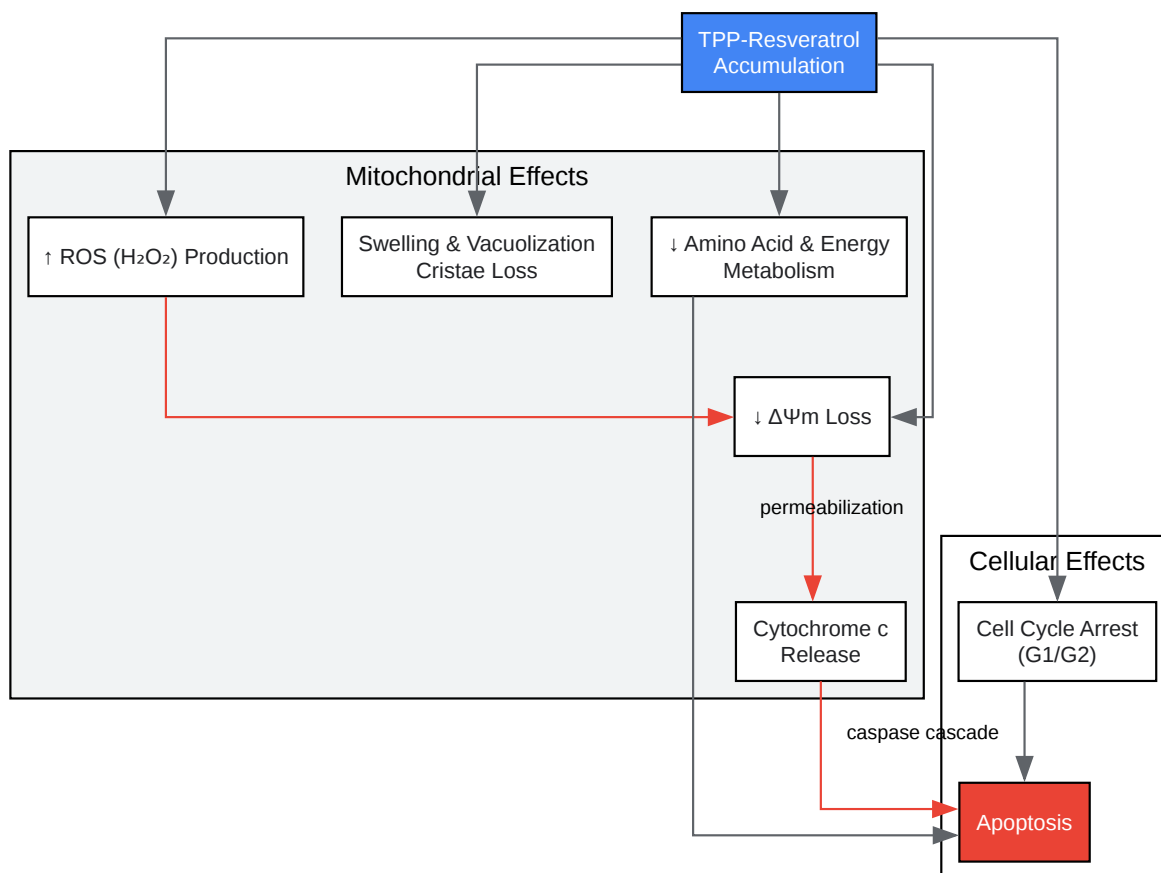 TPP-Resveratrol
Accumulation
Mitochondrial Effects
↑ ROS (H₂O₂) Production
Swelling & Vacuolization
Cristae Loss
↓ Amino Acid & Energy
Metabolism
↓ ΔΨm Loss
permeabilization
Cytochrome c
Release
Cellular Effects
Cell Cycle Arrest
(G1/G2)
caspase cascade
Apoptosis